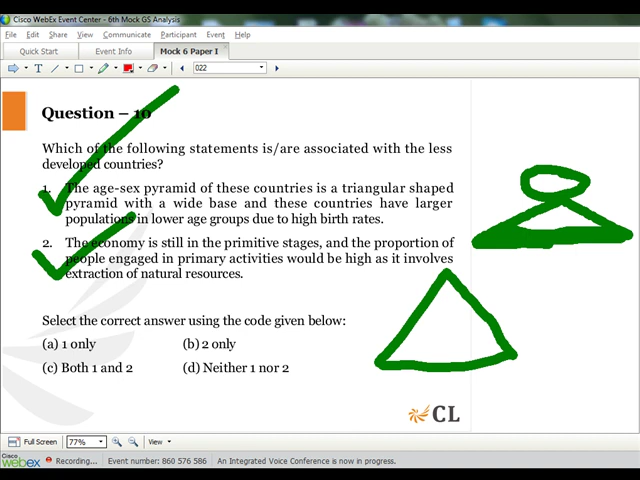 Cisco WebEx Event Center - 6th Mock GS Analysis
File Edit Share View Communicate Participant Event Help
Quick Start Event Info Mock 6 Paper I
T 022
Question – 10
Which of the following statements is/are associated with the less
developed countries?
1. The age-sex pyramid of these countries is a triangular shaped
pyramid with a wide base and these countries have larger
populations in lower age groups due to high birth rates.
2. The economy is still in the primitive stages, and the proportion of
people engaged in primary activities would be high as it involves
extraction of natural resources.
Select the correct answer using the code given below:
(a) 1 only (b) 2 only
(c) Both 1 and 2 (d) Neither 1 nor 2
CL
Full Screen 77% View
Cisco webex Recording... Event number: 860 576 586 An Integrated Voice Conference is now in progress.